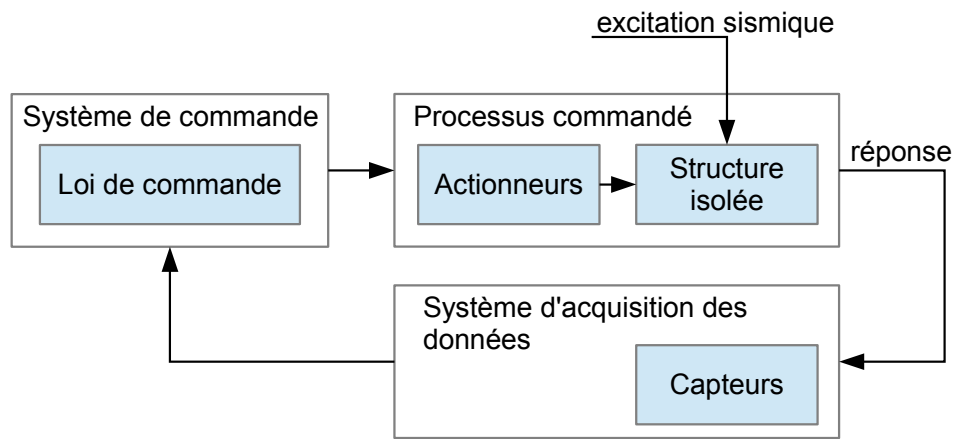 excitation sismique
Système de commande
Loi de commande
Processus commandé
Actionneurs
Structure
isolée
réponse
Système d'acquisition des
données
Capteurs